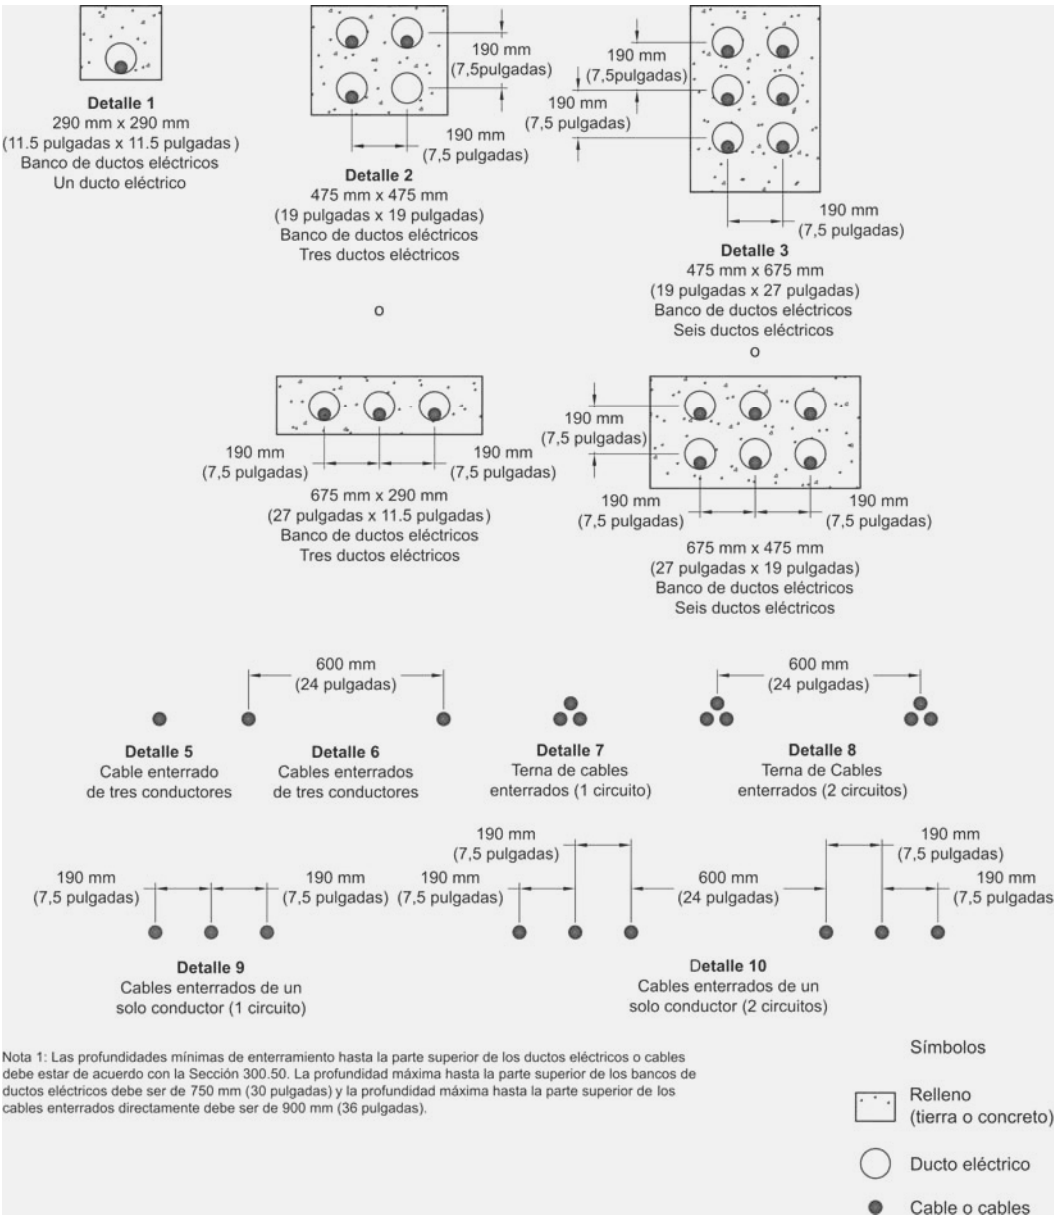 Detalle 1
290 mm x 290 mm
(11.5 pulgadas x 11.5 pulgadas )
Banco de ductos eléctricos
Un ducto eléctrico
190 mm
(7,5pulgadas)
190 mm
(7,5 pulgadas)
Detalle 2
475 mm x 475 mm
(19 pulgadas x 19 pulgadas)
Banco de ductos eléctricos
Tres ductos eléctricos
o
190 mm
(7,5 pulgadas)
190 mm
(7,5 pulgadas)
675 mm x 290 mm
(27 pulgadas x 11.5 pulgadas)
Banco de ductos eléctricos
Tres ductos eléctricos
190 mm
(7,5pulgadas)
190 mm
(7,5 pulgadas)
190 mm
(7,5 pulgadas)
Detalle 3
475 mm x 675 mm
(19 pulgadas x 27 pulgadas)
Banco de ductos eléctricos
Seis ductos eléctricos
o
190 mm
(7,5 pulgadas)
190 mm
(7,5 pulgadas)
190 mm
(7,5 pulgadas)
675 mm x 475 mm
(27 pulgadas x 19 pulgadas)
Banco de ductos eléctricos
Seis ductos eléctricos
600 mm
(24 pulgadas)
600 mm
(24 pulgadas)
Detalle 5
Cable enterrado
de tres conductores
Detalle 6
Cables enterrados
de tres conductores
Detalle 7
Terna de cables
enterrados (1 circuito)
Detalle 8
Terna de Cables
enterrados (2 circuitos)
190 mm
(7,5 pulgadas)
190 mm
(7,5 pulgadas)
Detalle 9
Cables enterrados de un
solo conductor (1 circuito)
190 mm
(7,5 pulgadas)
190 mm
(7,5 pulgadas)
600 mm
(24 pulgadas)
190 mm
(7,5 pulgadas)
190 mm
(7,5 pulgadas
Detalle 10
Cables enterrados de un
solo conductor (2 circuitos)
Nota 1: Las profundidades mínimas de enterramiento hasta la parte superior de los ductos eléctricos o cables
debe estar de acuerdo con la Sección 300.50. La profundidad máxima hasta la parte superior de los bancos de
ductos eléctricos debe ser de 750 mm (30 pulgadas) y la profundidad máxima hasta la parte superior de los
cables enterrados directamente debe ser de 900 mm (36 pulgadas).
Símbolos
Relleno
(tierra o concreto)
Ducto eléctrico
Cable o cables